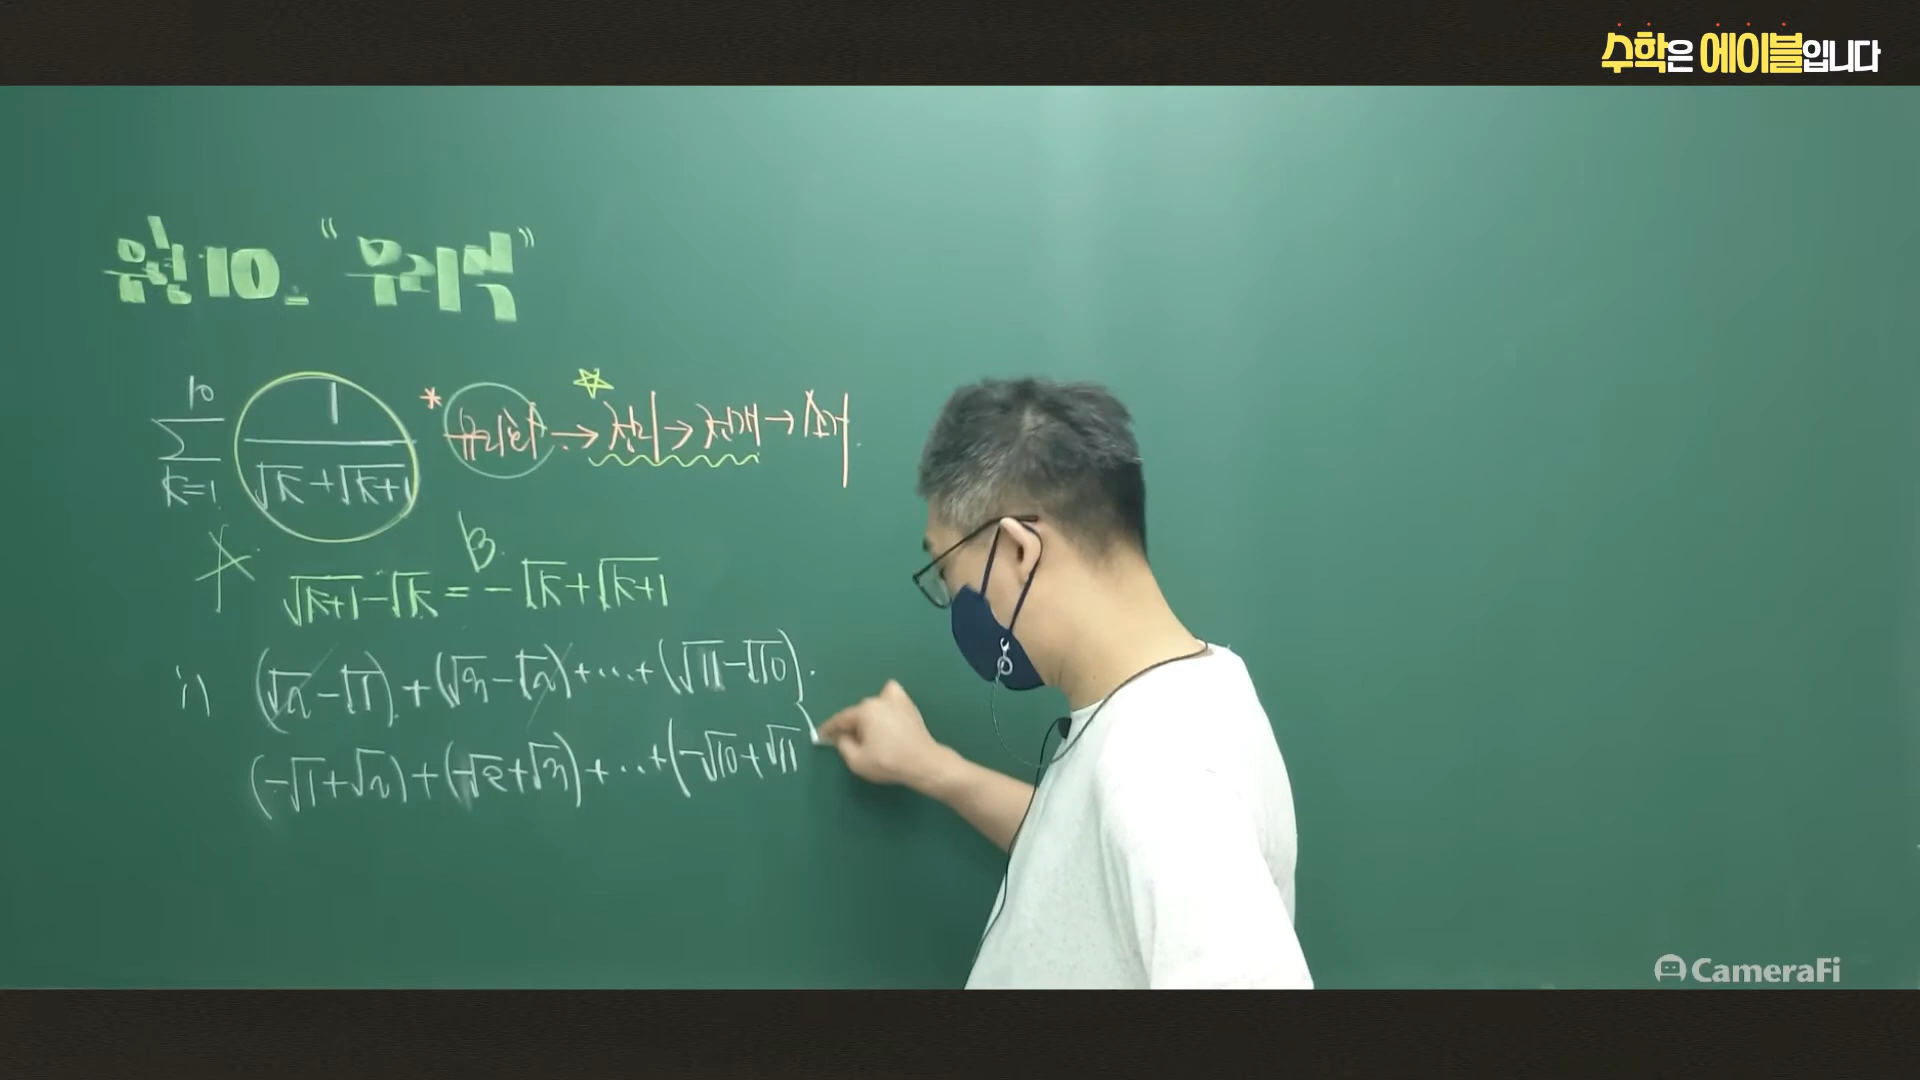 수학은 에이블입니다
유형 10. "무리식"
10
∑ 1/(√k+√k+1)
k=1
* 유리화 → 정리 → 전개 → 소거.
A B.
√k+1-√k = -√k+√k+1
i) (√2-√1)+(√3-√2)+…+(√11-√10).
(-√1+√2)+(-√2+√3)+…+(-√10+√11
CameraFi